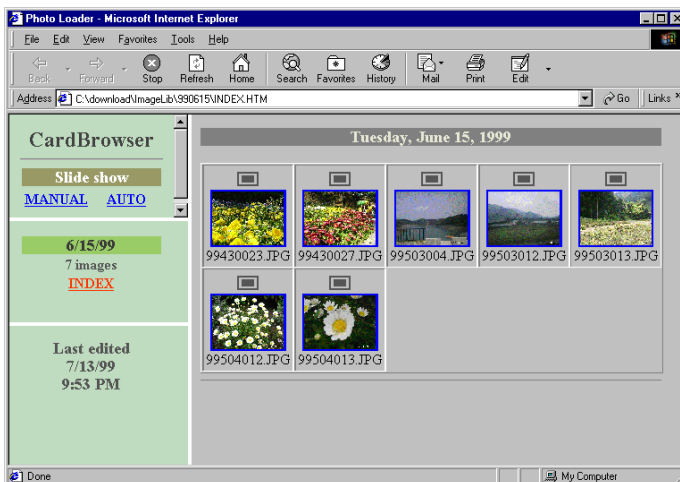 Photo Loader - Microsoft Internet Explorer
File Edit View Favorites Tools Help
Back Forward Stop Refresh Home Search Favorites History Mail Print Edit
Address C:\download\ImageLib\990615\INDEX.HTM Go Links »
CardBrowser
Slide show
MANUAL AUTO
6/15/99
7 images
INDEX
Last edited
7/13/99
9:53 PM
Tuesday, June 15, 1999
99430023.JPG 99430027.JPG 99503004.JPG 99503012.JPG 99503013.JPG
99504012.JPG 99504013.JPG
Done My Computer